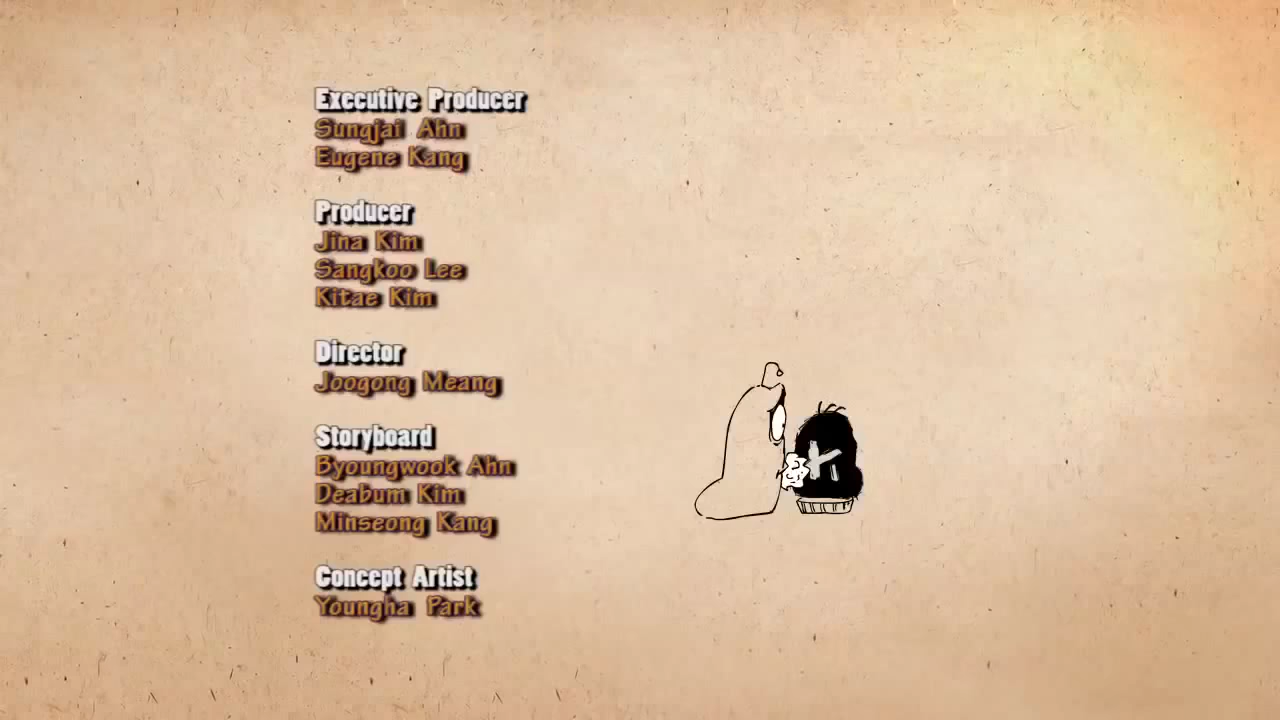 Executive Producer
Sungjai Ahn
Eugene Kang
Producer
Jina Kim
Sangkoo Lee
Kitae Kim
Director
Joogong Meang
Storyboard
Byoungwook Ahn
Deabum Kim
Minseong Kang
Concept Artist
Youngha Park
K